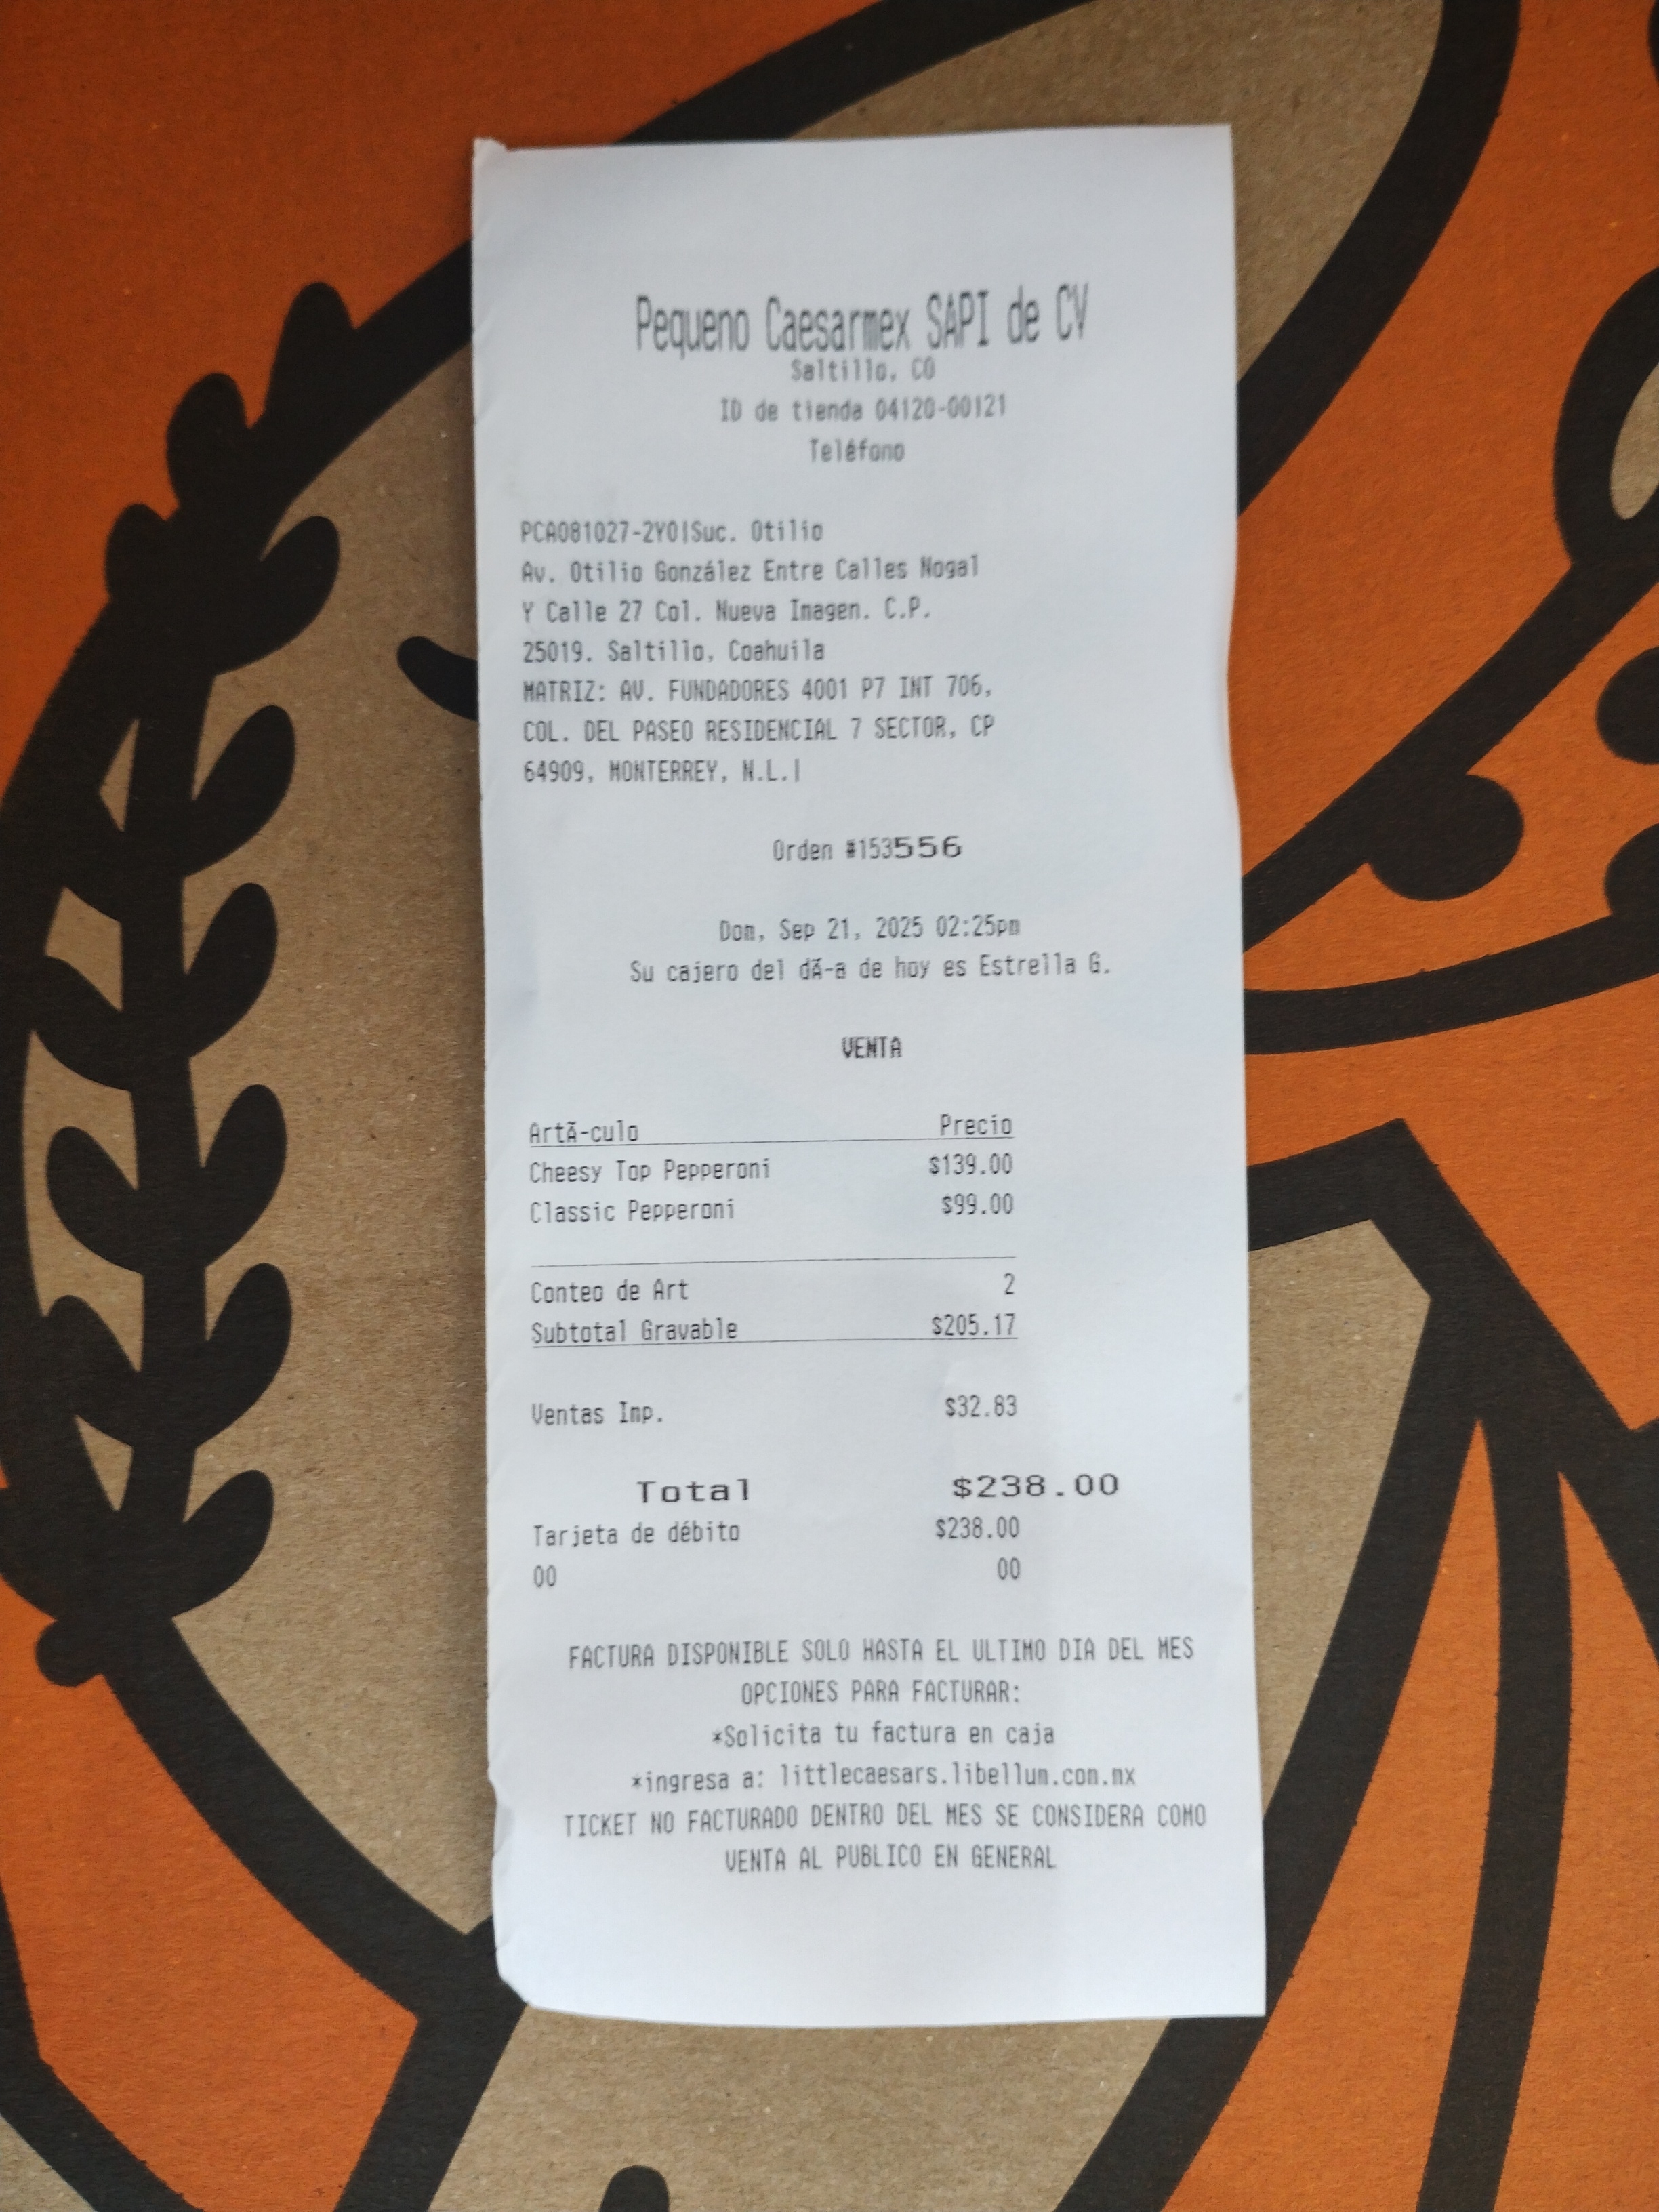 Pequeno Caesarmex SAPI de CV
Saltillo, CO
ID de tienda 04120-00121
Teléfono
PCA081027-2Y0|Suc. Otilio
Av. Otilio González Entre Calles Nogal
Y Calle 27 Col. Nueva Imagen. C.P.
25019. Saltillo, Coahuila
MATRIZ: AV. FUNDADORES 4001 P7 INT 706,
COL. DEL PASEO RESIDENCIAL 7 SECTOR, CP
64909, MONTERREY, N.L.|
Orden #153556
Dom, Sep 21, 2025 02:25pm
Su cajero del dÃ-a de hoy es Estrella G.
VENTA
ArtÃ-culo Precio
Cheesy Top Pepperoni $139.00
Classic Pepperoni $99.00
Conteo de Art 2
Subtotal Gravable $205.17
Ventas Imp. $32.83
Total $238.00
Tarjeta de débito $238.00
00 00
FACTURA DISPONIBLE SOLO HASTA EL ULTIMO DIA DEL MES
OPCIONES PARA FACTURAR:
*Solicita tu factura en caja
*ingresa a: littlecaesars.libellum.com.mx
TICKET NO FACTURADO DENTRO DEL MES SE CONSIDERA COMO
VENTA AL PUBLICO EN GENERAL